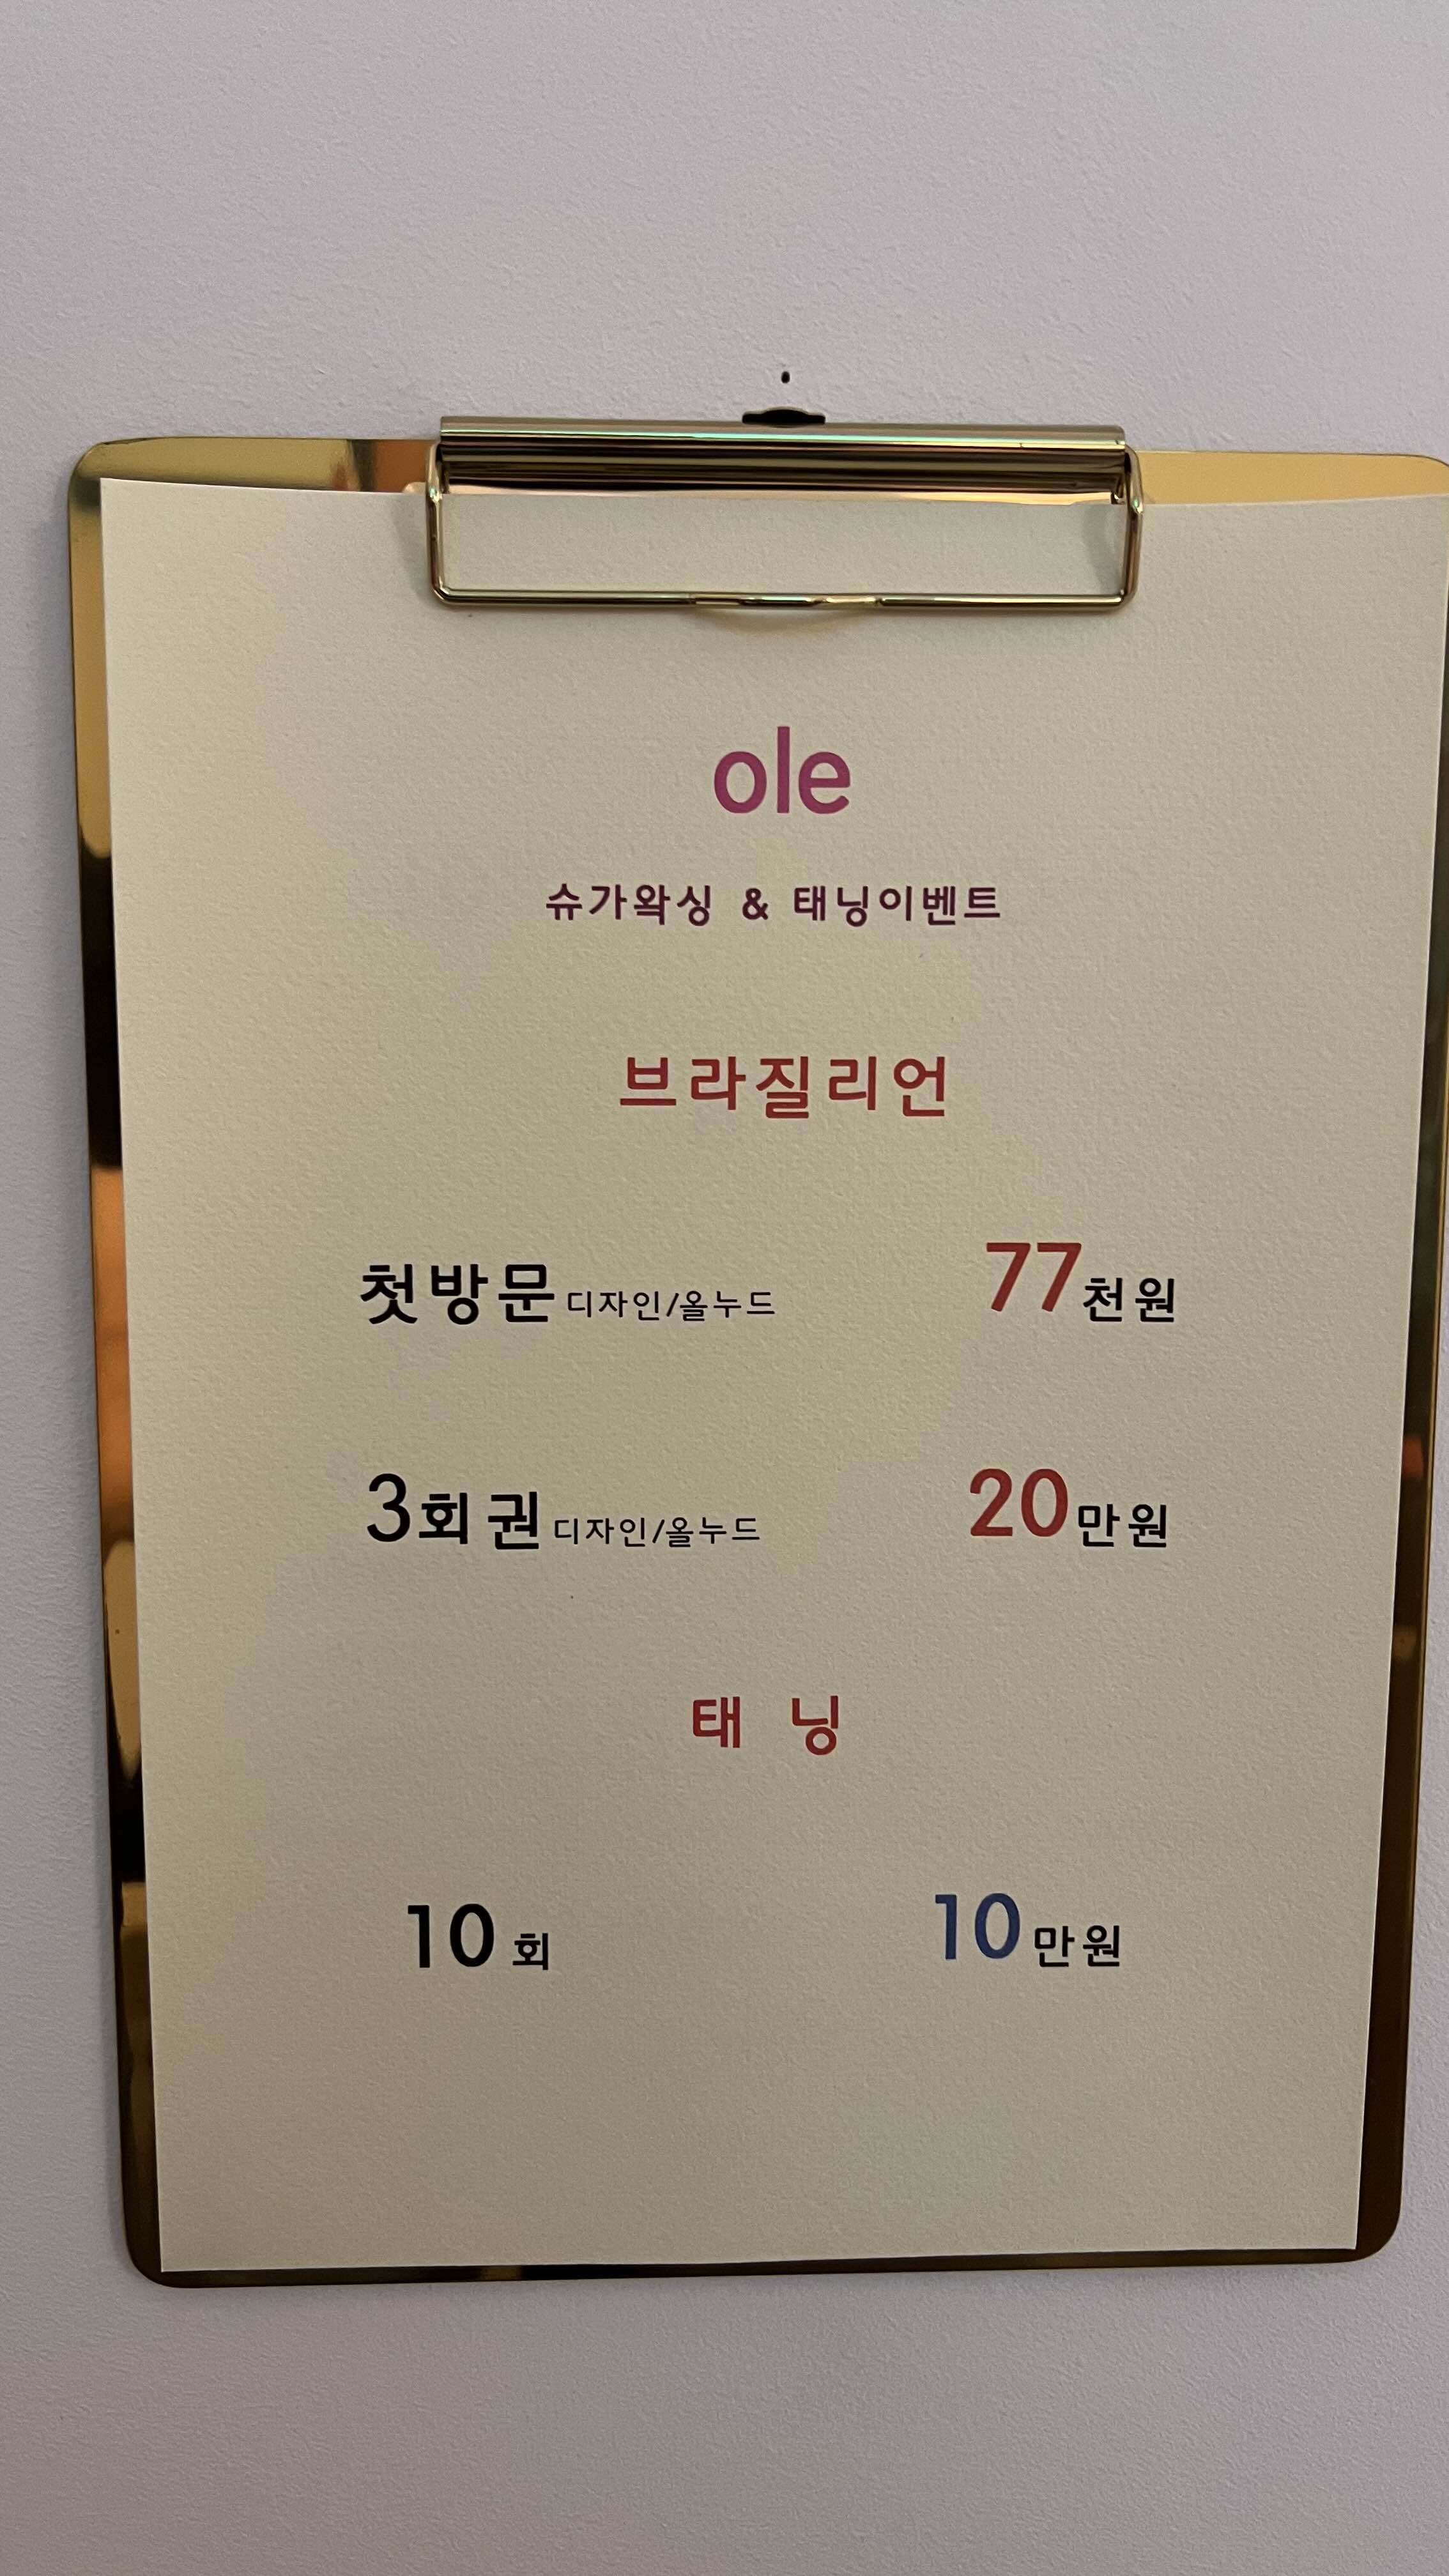 ole
슈가왁싱 & 태닝이벤트
브라질리언
첫방문 디자인/올누드 77천원
3회권 디자인/올누드 20만원
태 닝
10회 10만원